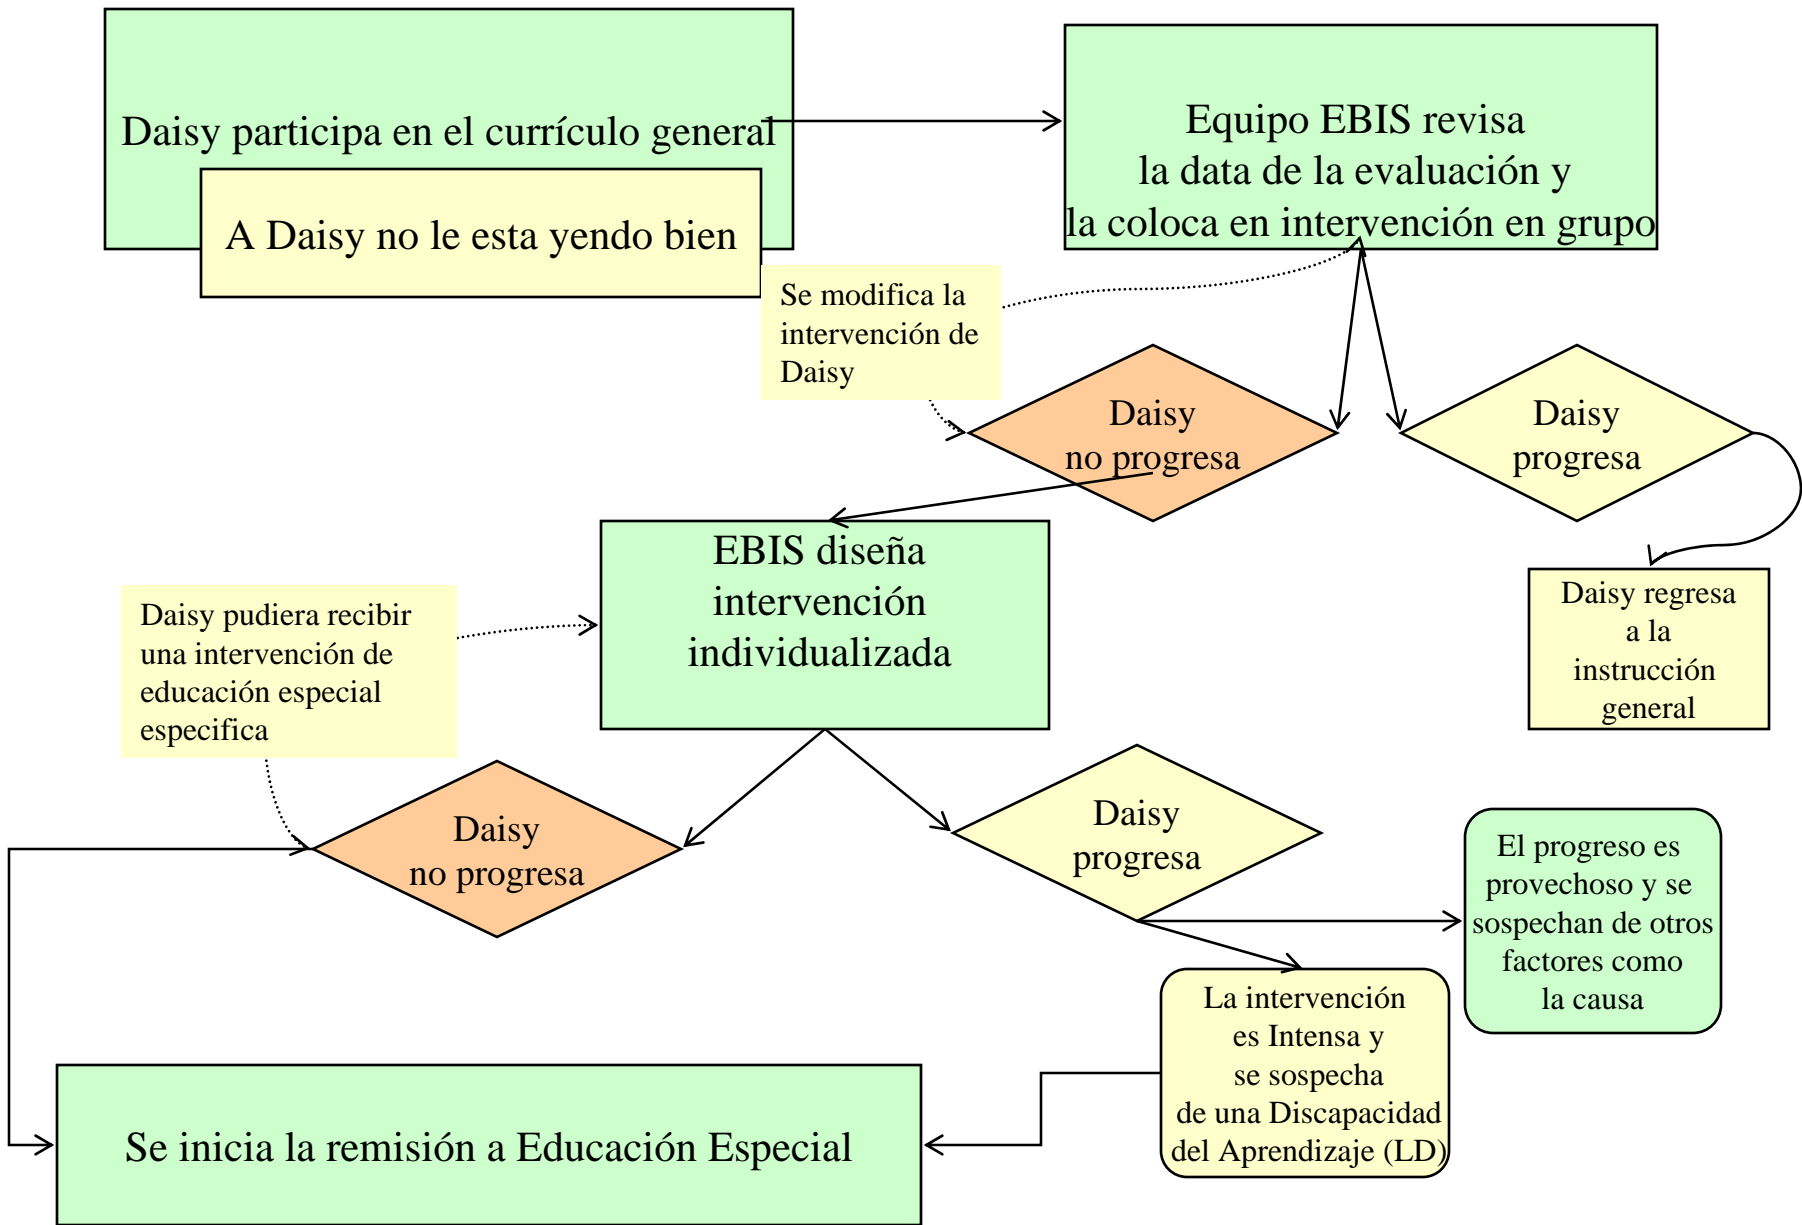 Daisy participa en el currículo general
A Daisy no le esta yendo bien
Equipo EBIS revisa
la data de la evaluación y
la coloca en intervención en grupo
Se modifica la
intervención de
Daisy
Daisy
no progresa
Daisy
progresa
EBIS diseña
intervención
individualizada
Daisy regresa
a la
instrucción
general
Daisy pudiera recibir
una intervención de
educación especial
especifica
Daisy
no progresa
Daisy
progresa
El progreso es
provechoso y se
sospechan de otros
factores como
la causa
La intervención
es Intensa y
se sospecha
de una Discapacidad
del Aprendizaje (LD)
Se inicia la remisión a Educación Especial